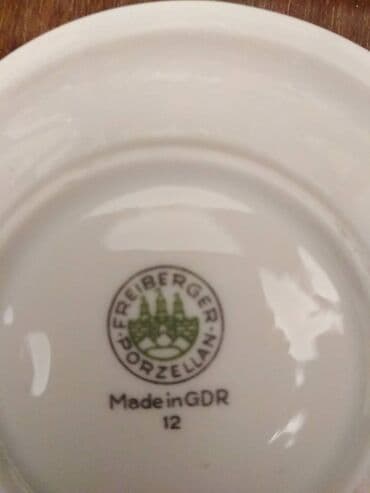 FREIBERGER
PORZELLAN
Made in GDR
12